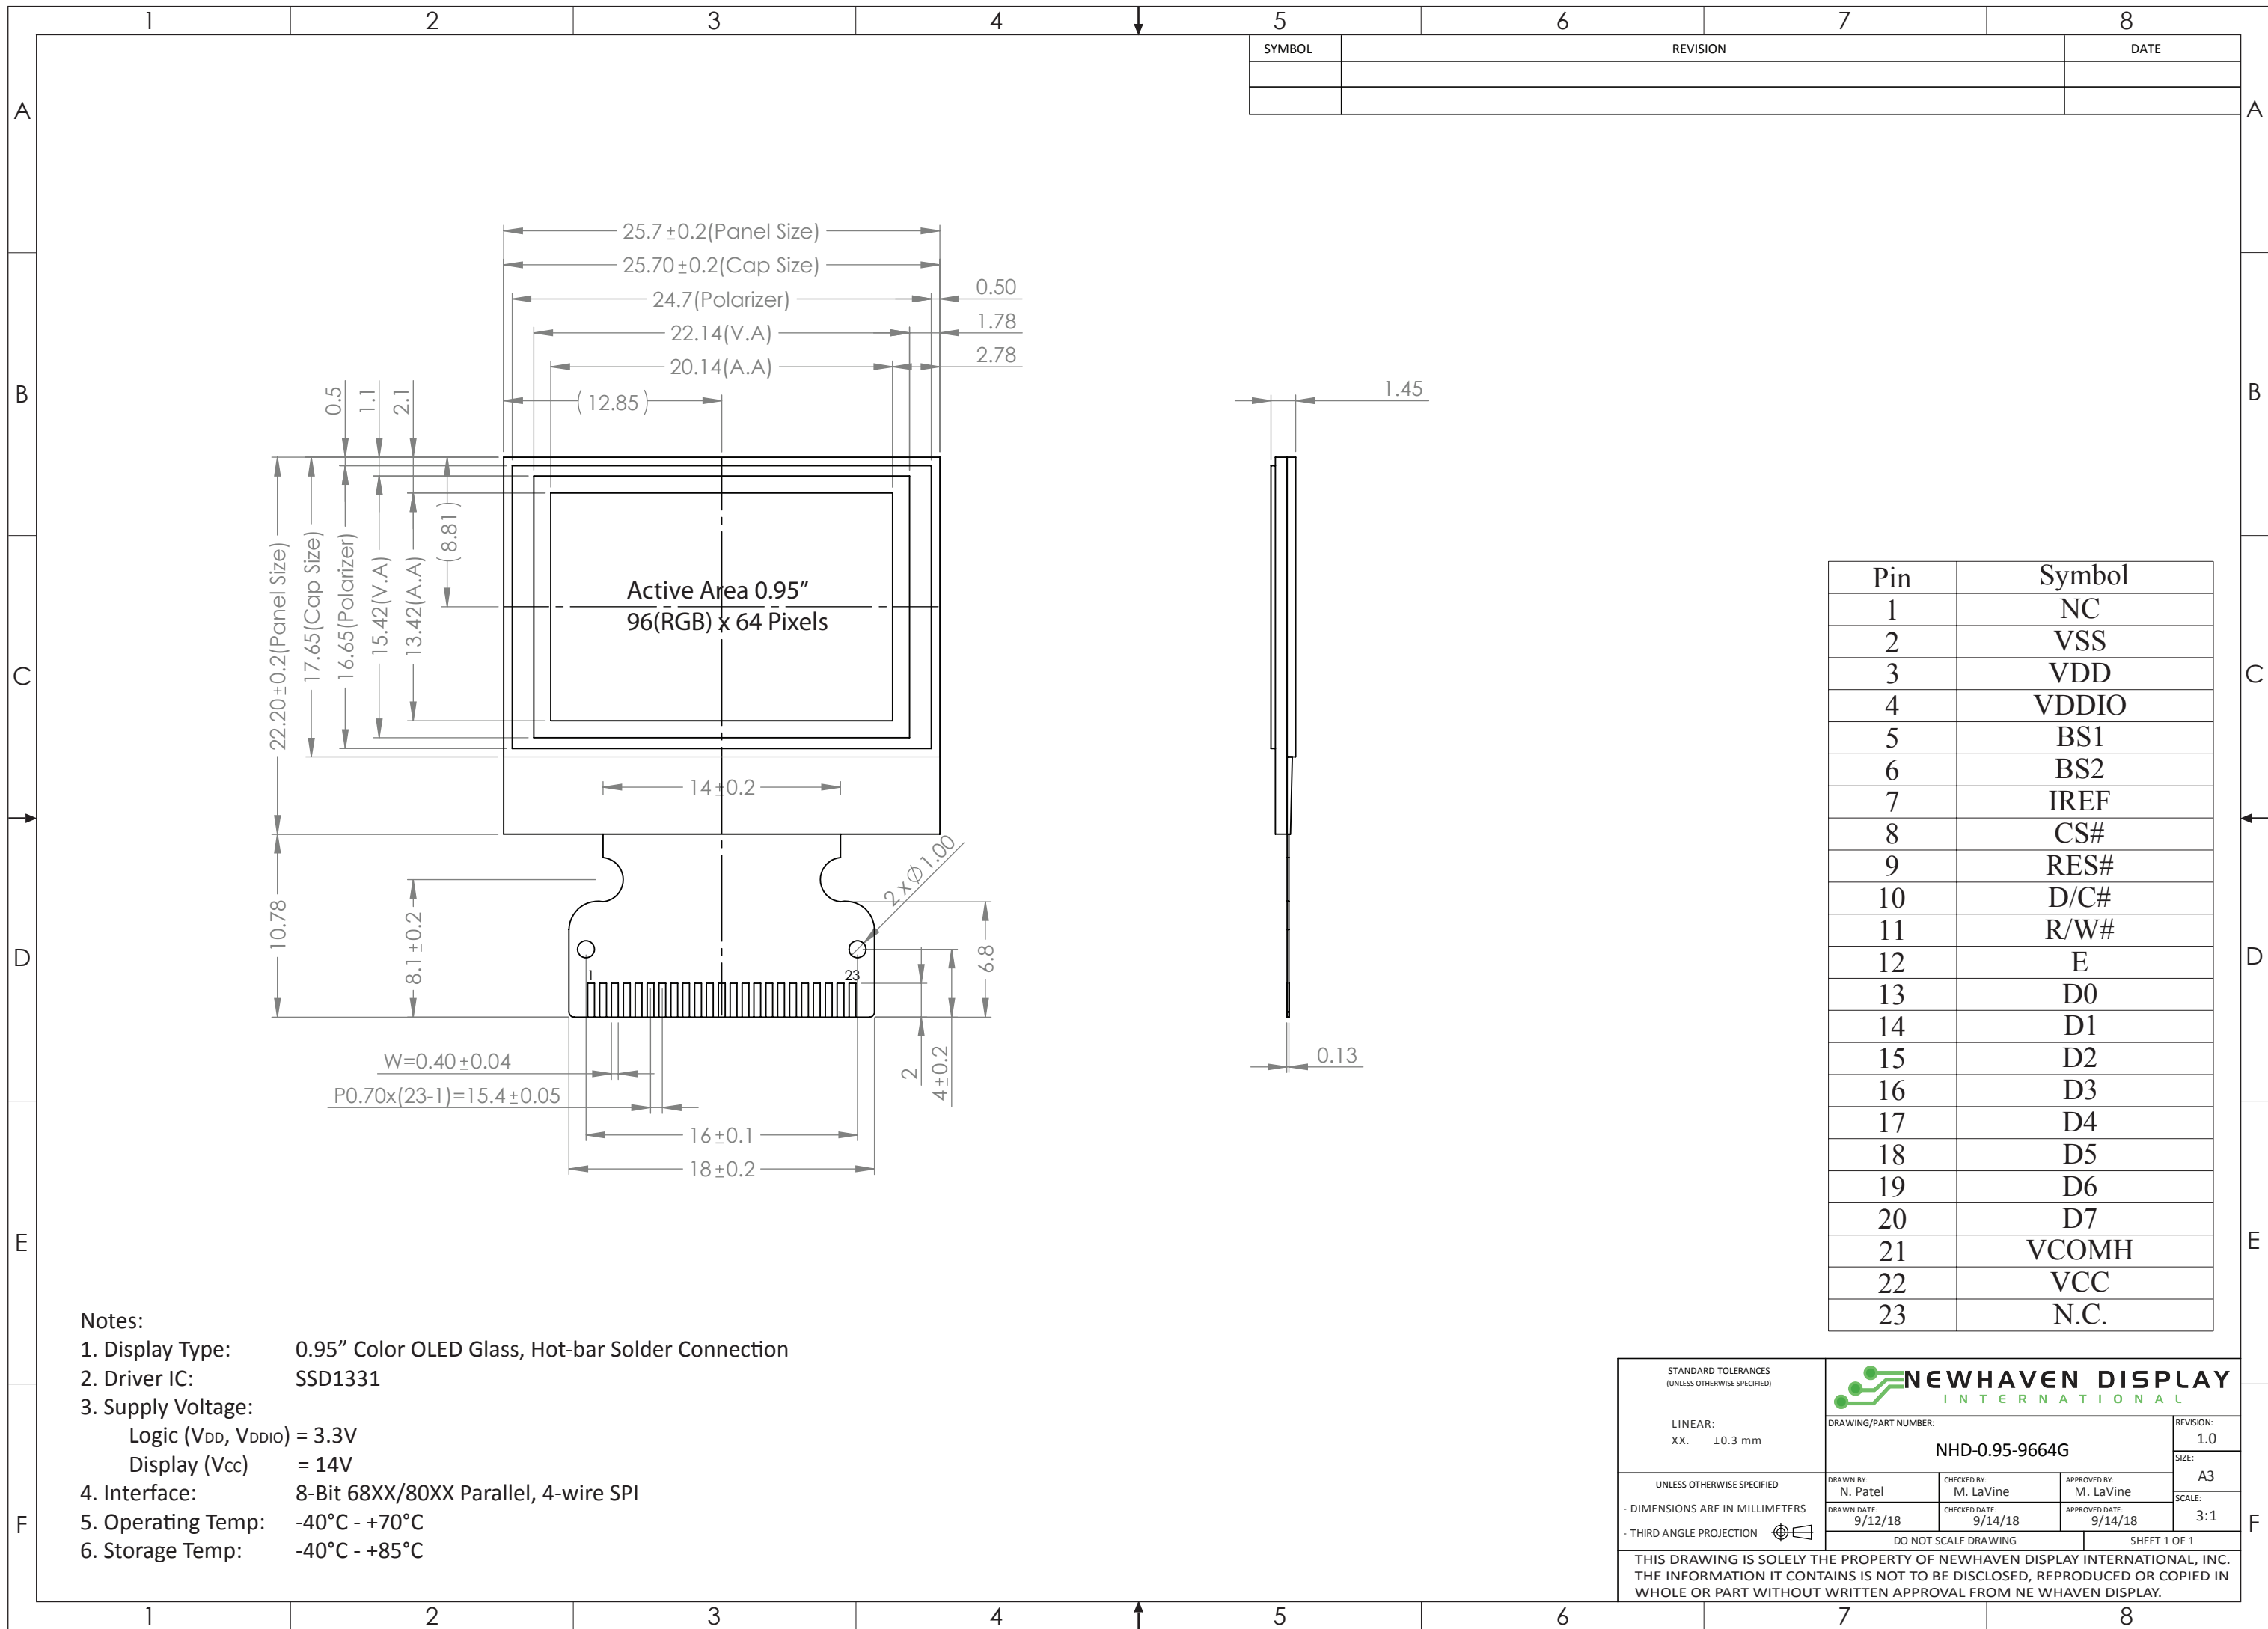 1 2 3 4 5 6 7 8
SYMBOL REVISION DATE
A A
B B
C C
D D
E E
F F
25.7±0.2(Panel Size)
25.70±0.2(Cap Size)
24.7(Polarizer)
0.50
22.14(V.A)
1.78
20.14(A.A)
2.78
(12.85)
0.5
1.1
2.1
(8.81)
22.20±0.2(Panel Size)
17.65(Cap Size)
16.65(Polarizer)
15.42(V.A)
13.42(A.A)
Active Area 0.95”
96(RGB) x 64 Pixels
14±0.2
2 x Ø1.00
10.78
8.1±0.2
6.8
1 23
2
4±0.2
W=0.40±0.04
P0.70x(23-1)=15.4±0.05
16±0.1
18±0.2
1.45
0.13
Pin Symbol
1 NC
2 VSS
3 VDD
4 VDDIO
5 BS1
6 BS2
7 IREF
8 CS#
9 RES#
10 D/C#
11 R/W#
12 E
13 D0
14 D1
15 D2
16 D3
17 D4
18 D5
19 D6
20 D7
21 VCOMH
22 VCC
23 N.C.
Notes:
1. Display Type: 0.95” Color OLED Glass, Hot-bar Solder Connection
2. Driver IC: SSD1331
3. Supply Voltage:
Logic (VDD, VDDIO) = 3.3V
Display (Vcc) = 14V
4. Interface: 8-Bit 68XX/80XX Parallel, 4-wire SPI
5. Operating Temp: -40°C - +70°C
6. Storage Temp: -40°C - +85°C
STANDARD TOLERANCES
(UNLESS OTHERWISE SPECIFIED)
LINEAR:
XX. ±0.3 mm
UNLESS OTHERWISE SPECIFIED
- DIMENSIONS ARE IN MILLIMETERS
- THIRD ANGLE PROJECTION
NEWHAVEN DISPLAY
INTERNATIONAL
DRAWING/PART NUMBER:
NHD-0.95-9664G
REVISION:
1.0
SIZE:
A3
SCALE:
3:1
DRAWN BY:
N. Patel
CHECKED BY:
M. LaVine
APPROVED BY:
M. LaVine
DRAWN DATE:
9/12/18
CHECKED DATE:
9/14/18
APPROVED DATE:
9/14/18
DO NOT SCALE DRAWING
SHEET 1 OF 1
THIS DRAWING IS SOLELY THE PROPERTY OF NEWHAVEN DISPLAY INTERNATIONAL, INC.
THE INFORMATION IT CONTAINS IS NOT TO BE DISCLOSED, REPRODUCED OR COPIED IN
WHOLE OR PART WITHOUT WRITTEN APPROVAL FROM NE WHAVEN DISPLAY.
1 2 3 4 5 6 7 8